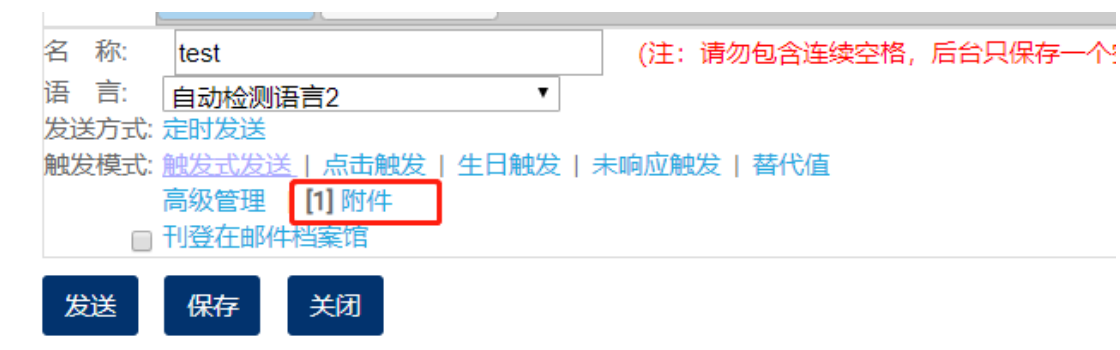 名 称: test (注：请勿包含连续空格，后台只保存一个
语 言: 自动检测语言2
发送方式: 定时发送
触发模式: 触发式发送 | 点击触发 | 生日触发 | 未响应触发 | 替代值
高级管理 | [1] 附件
刊登在邮件档案馆
发送 保存 关闭